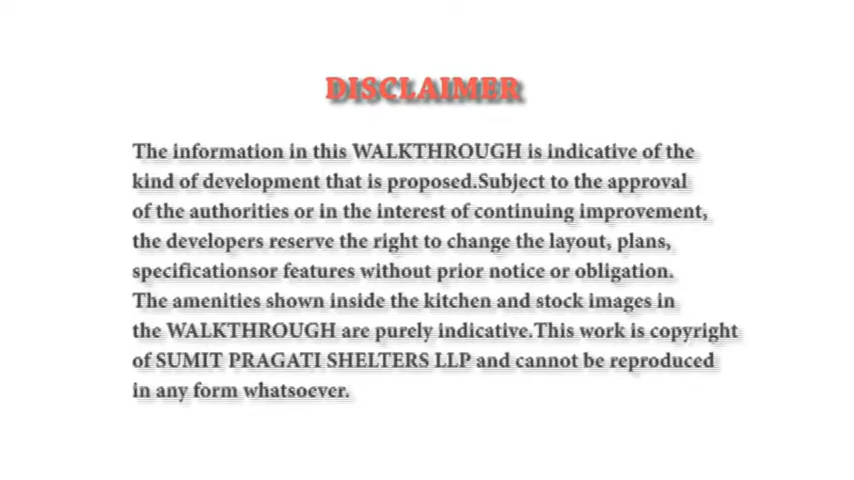 DISCLAIMER
The information in this WALKTHROUGH is indicative of the
kind of development that is proposed.Subject to the approval
of the authorities or in the interest of continuing improvement,
the developers reserve the right to change the layout, plans,
specificationsor features without prior notice or obligation.
The amenities shown inside the kitchen and stock images in
the WALKTHROUGH are purely indicative.This work is copyright
of SUMIT PRAGATI SHELTERS LLP and cannot be reproduced
in any form whatsoever.